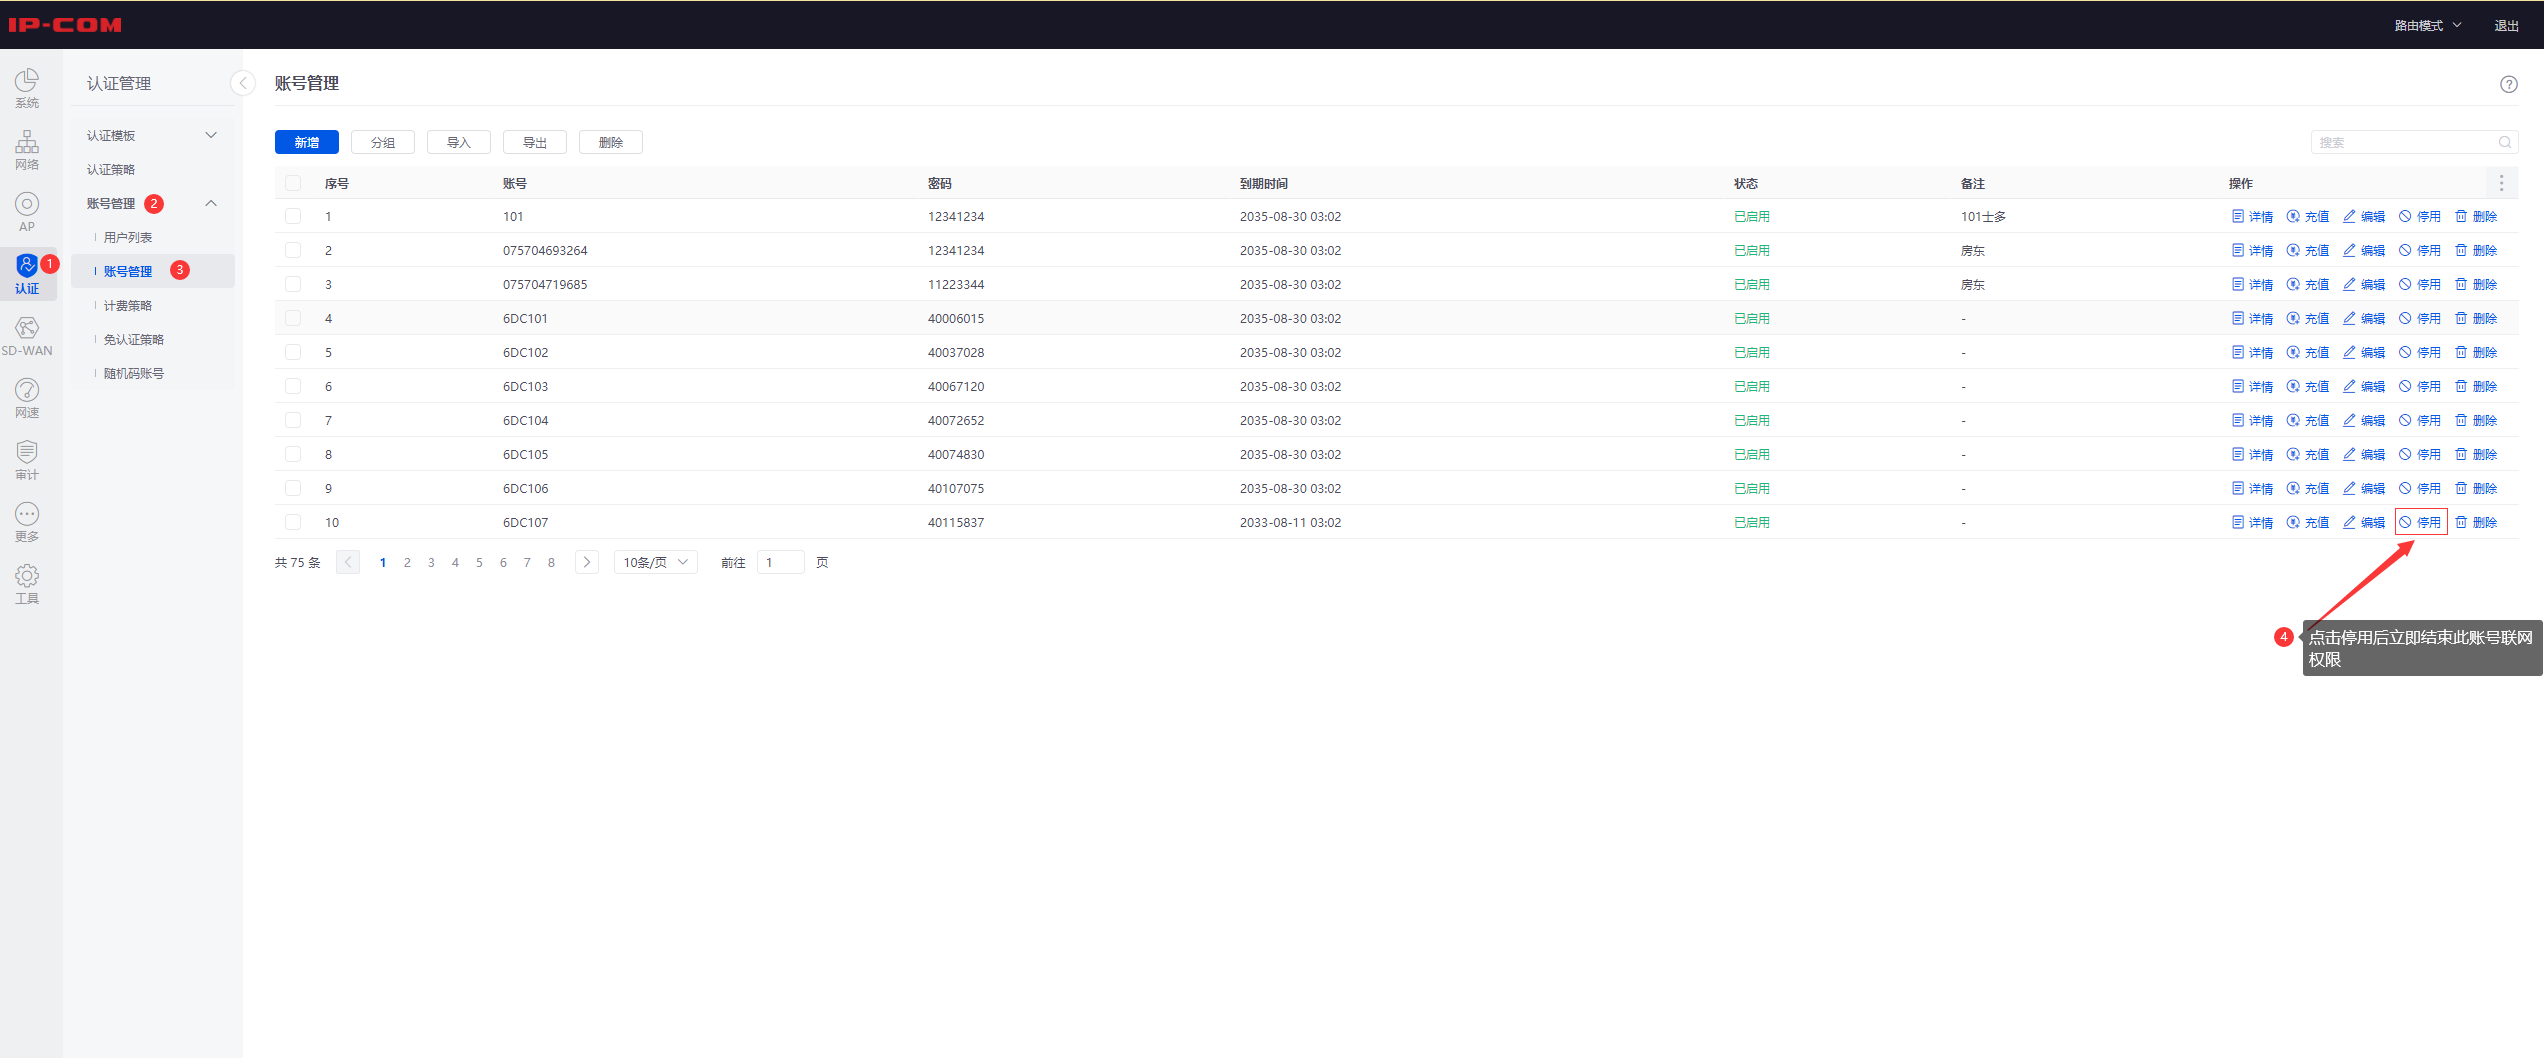 IP-COM
路由模式
退出
系统
网络
AP
认证
1
SD-WAN
网速
审计
更多
工具
认证管理
认证模板
认证策略
账号管理 2
用户列表
账号管理 3
计费策略
免认证策略
随机码账号
账号管理
新增 分组 导入 导出 删除 搜索
序号 账号 密码 到期时间 状态 备注 操作
1 101 12341234 2035-08-30 03:02 已启用 101士多 详情 充值 编辑 停用 删除
2 075704693264 12341234 2035-08-30 03:02 已启用 房东 详情 充值 编辑 停用 删除
3 075704719685 11223344 2035-08-30 03:02 已启用 房东 详情 充值 编辑 停用 删除
4 6DC101 40006015 2035-08-30 03:02 已启用 - 详情 充值 编辑 停用 删除
5 6DC102 40037028 2035-08-30 03:02 已启用 - 详情 充值 编辑 停用 删除
6 6DC103 40067120 2035-08-30 03:02 已启用 - 详情 充值 编辑 停用 删除
7 6DC104 40072652 2035-08-30 03:02 已启用 - 详情 充值 编辑 停用 删除
8 6DC105 40074830 2035-08-30 03:02 已启用 - 详情 充值 编辑 停用 删除
9 6DC106 40107075 2035-08-30 03:02 已启用 - 详情 充值 编辑 停用 删除
10 6DC107 40115837 2033-08-11 03:02 已启用 - 详情 充值 编辑 停用 删除
共 75 条 1 2 3 4 5 6 7 8 10条/页 前往 1 页
4 点击停用后立即结束此账号联网
权限